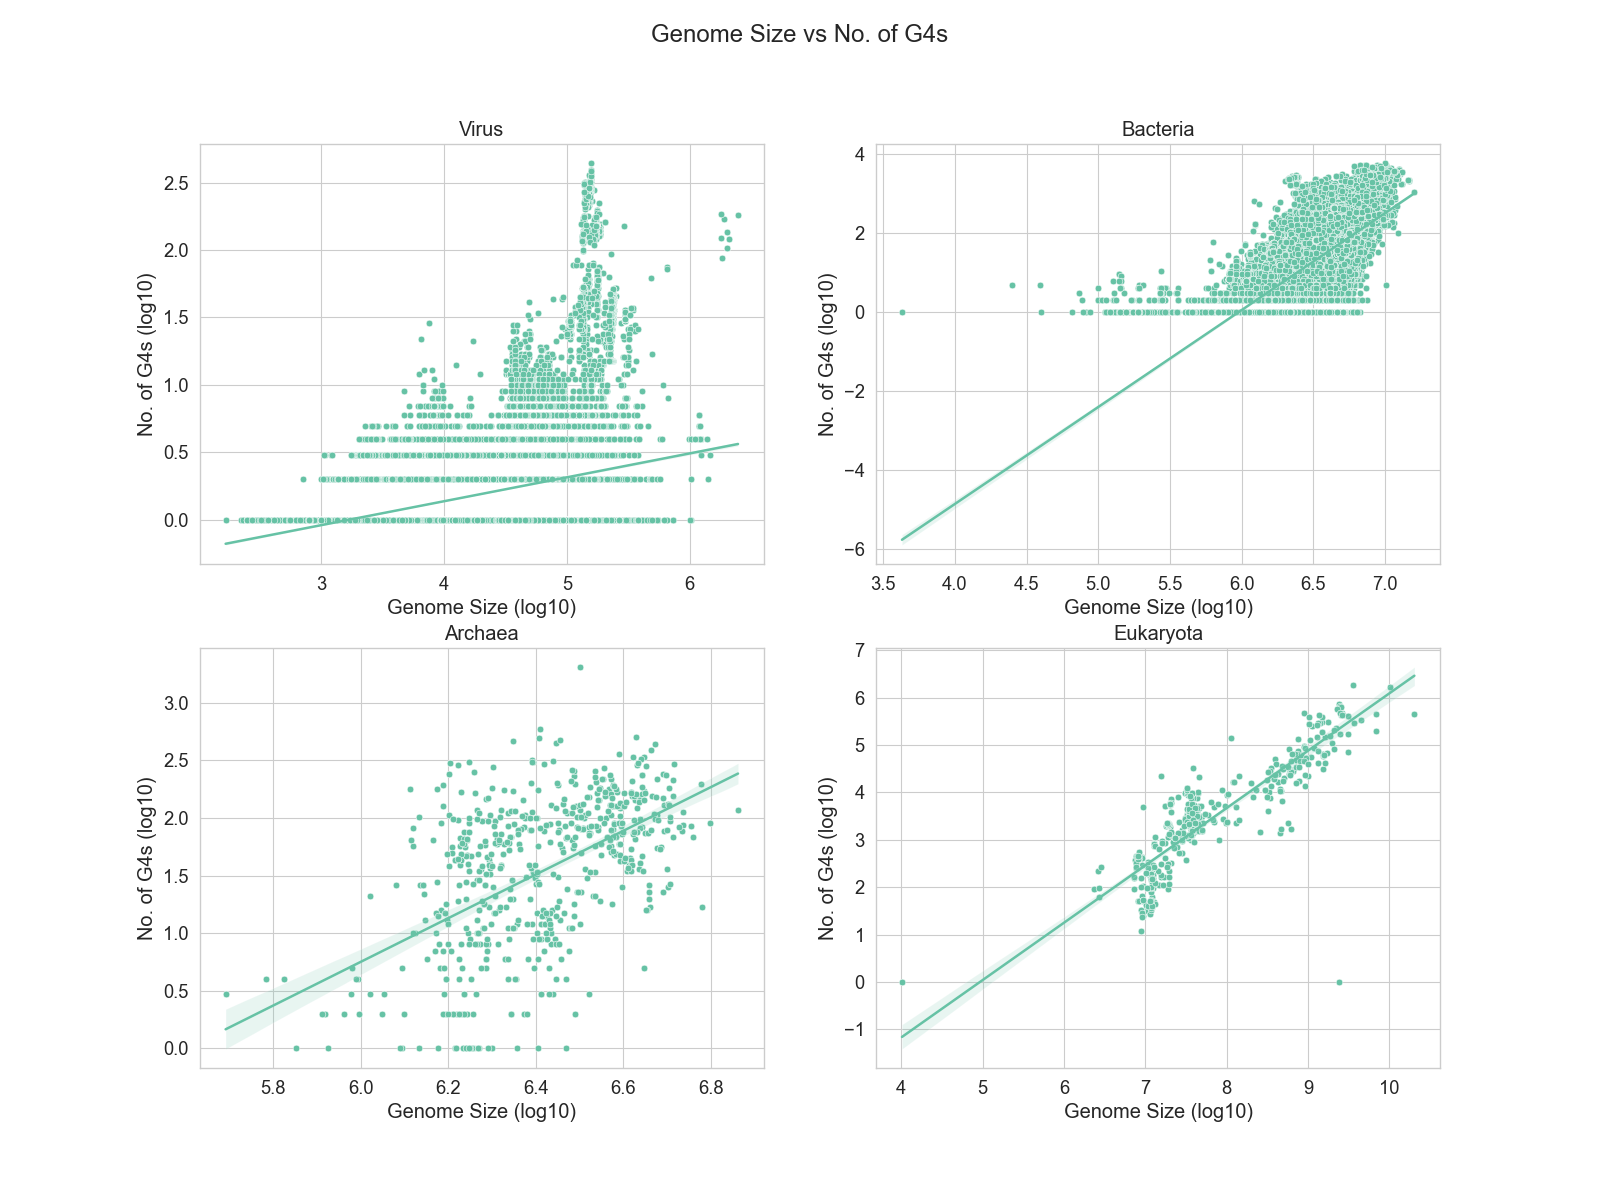 Genome Size vs No. of G4s
Virus
No. of G4s (log10)
2.5
2.0
1.5
1.0
0.5
0.0
3 4 5 6
Genome Size (log10)
Bacteria
No. of G4s (log10)
4
2
0
−2
−4
−6
3.5 4.0 4.5 5.0 5.5 6.0 6.5 7.0
Genome Size (log10)
Archaea
No. of G4s (log10)
3.0
2.5
2.0
1.5
1.0
0.5
0.0
5.8 6.0 6.2 6.4 6.6 6.8
Genome Size (log10)
Eukaryota
No. of G4s (log10)
7
6
5
4
3
2
1
0
−1
4 5 6 7 8 9 10
Genome Size (log10)